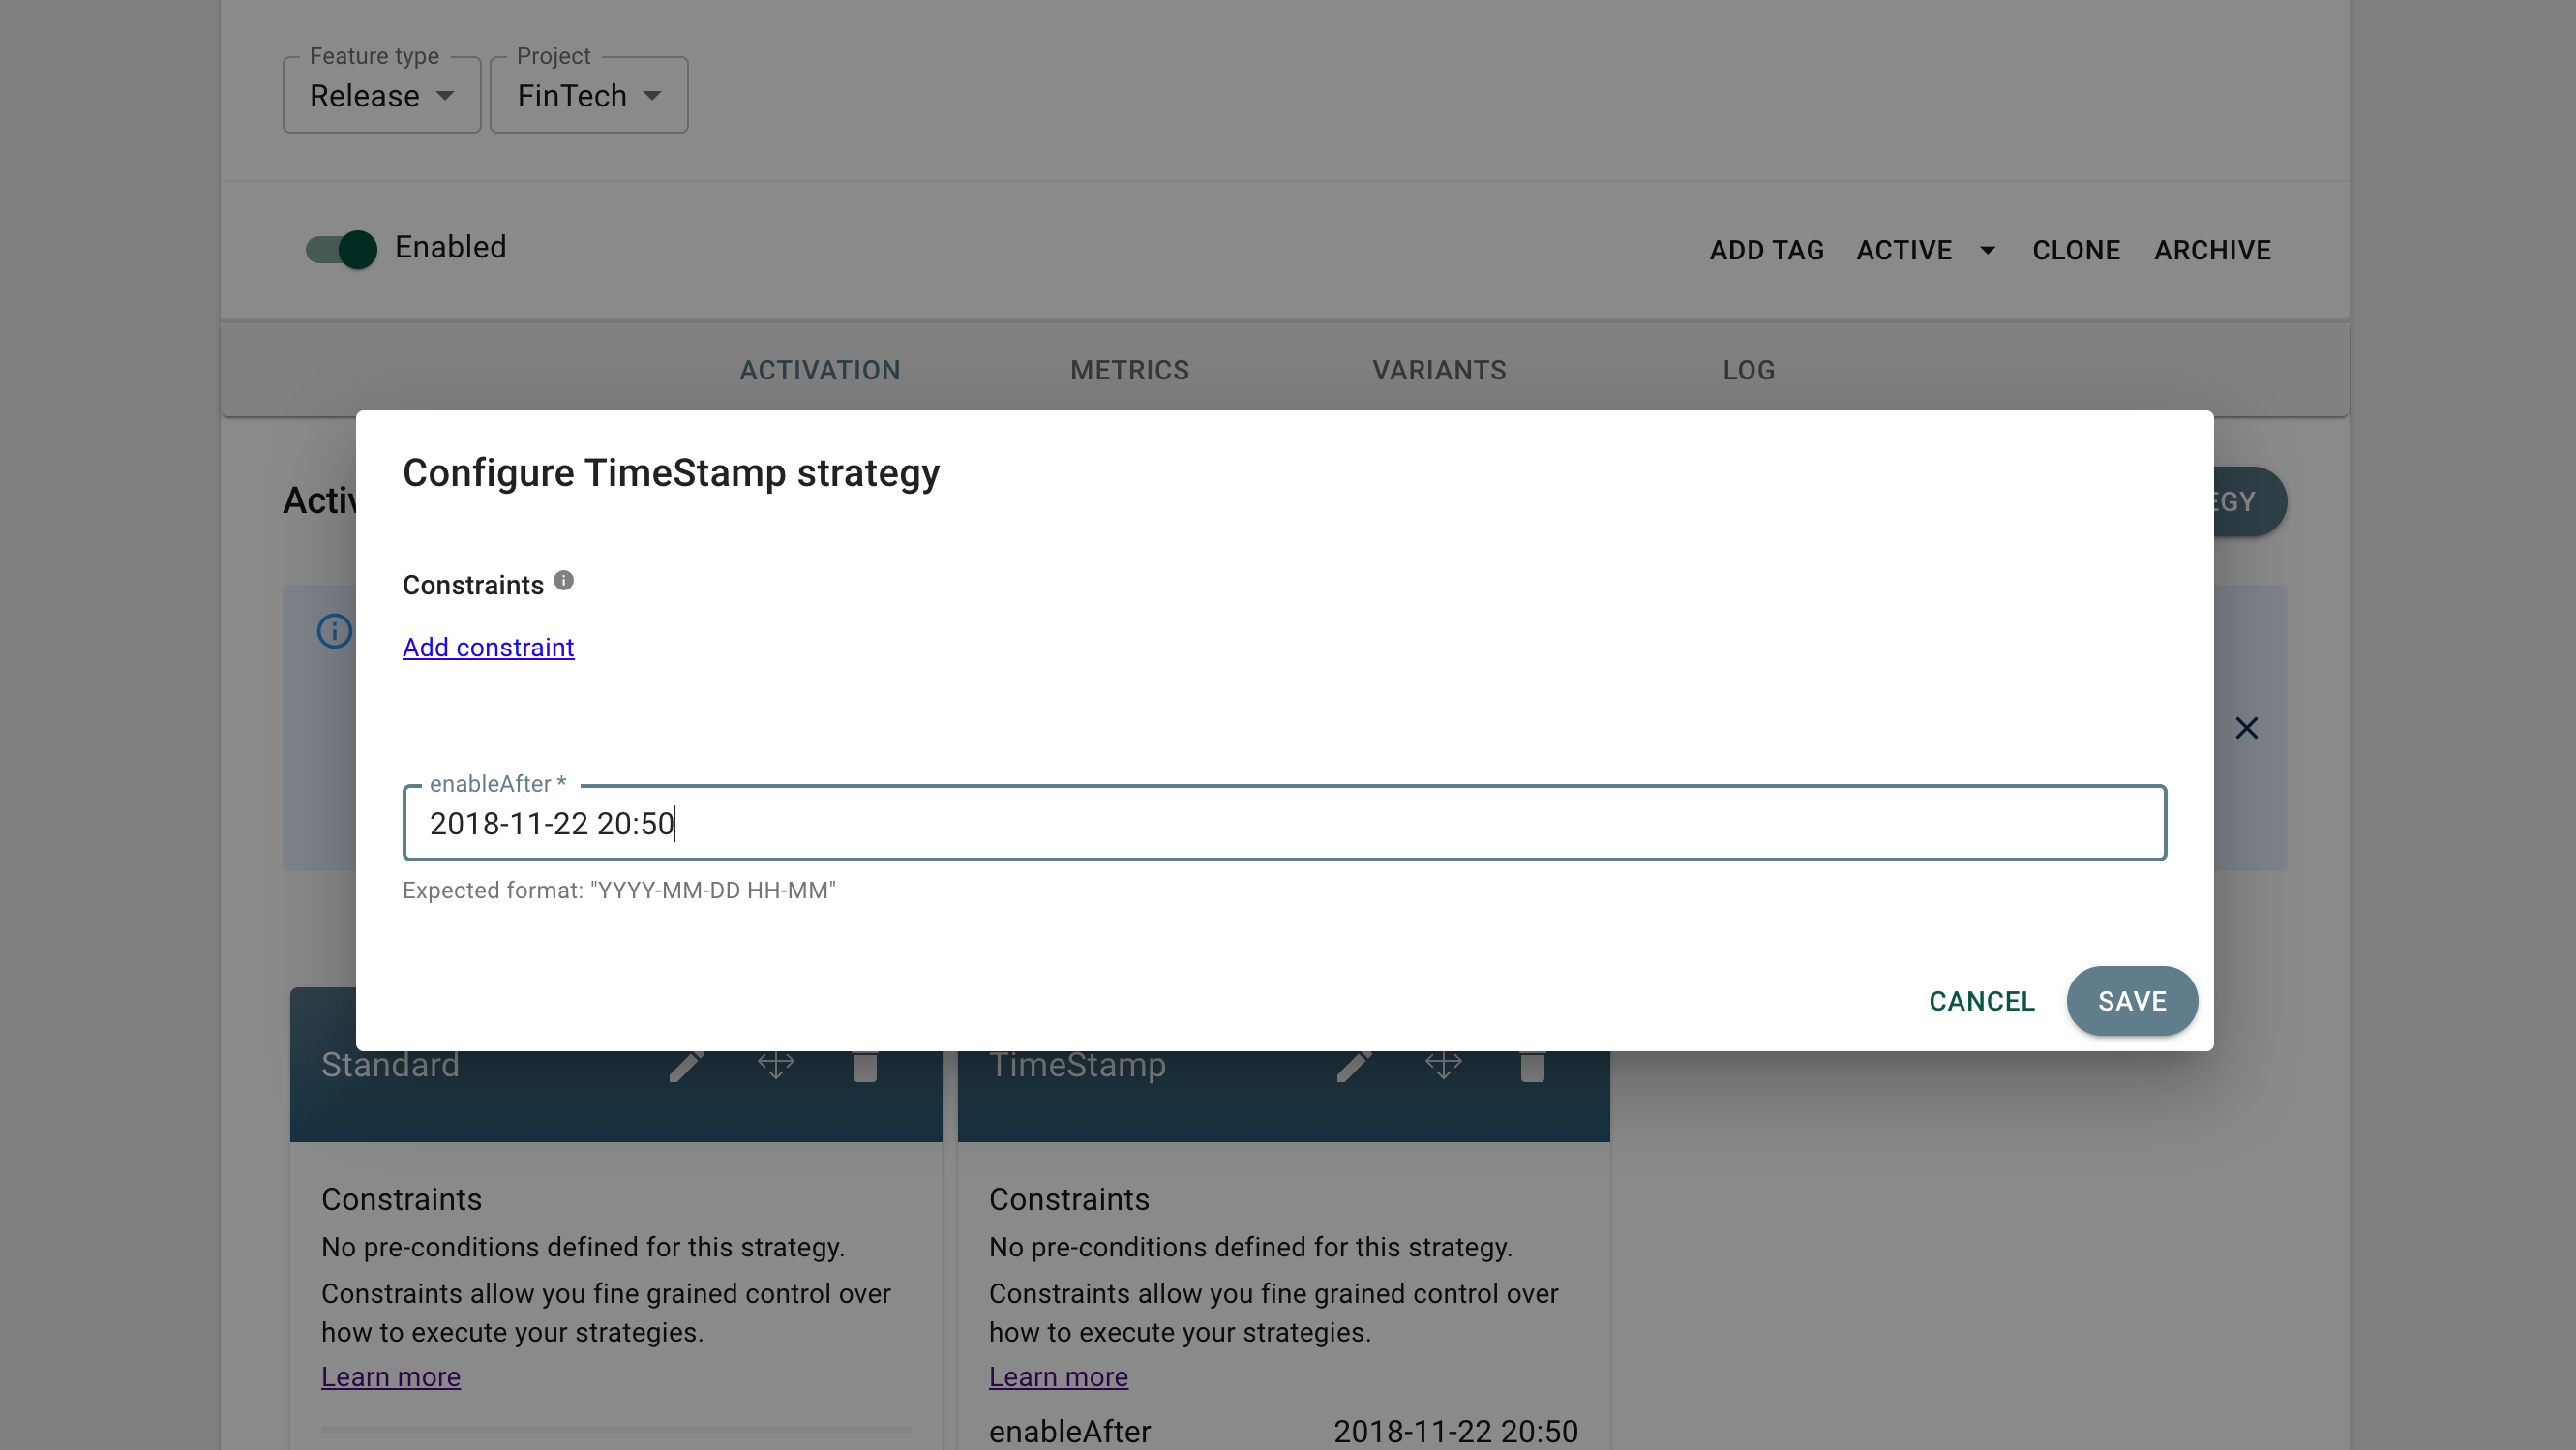 Feature type
Release
Project
FinTech
Enabled
ADD TAG
ACTIVE
CLONE
ARCHIVE
ACTIVATION
METRICS
VARIANTS
LOG
Configure TimeStamp strategy
Constraints
Add constraint
enableAfter *
2018-11-22 20:50
Expected format: "YYYY-MM-DD HH-MM"
CANCEL
SAVE
Standard
TimeStamp
Constraints
No pre-conditions defined for this strategy.
Constraints allow you fine grained control over
how to execute your strategies.
Learn more
Constraints
No pre-conditions defined for this strategy.
Constraints allow you fine grained control over
how to execute your strategies.
Learn more
enableAfter 2018-11-22 20:50